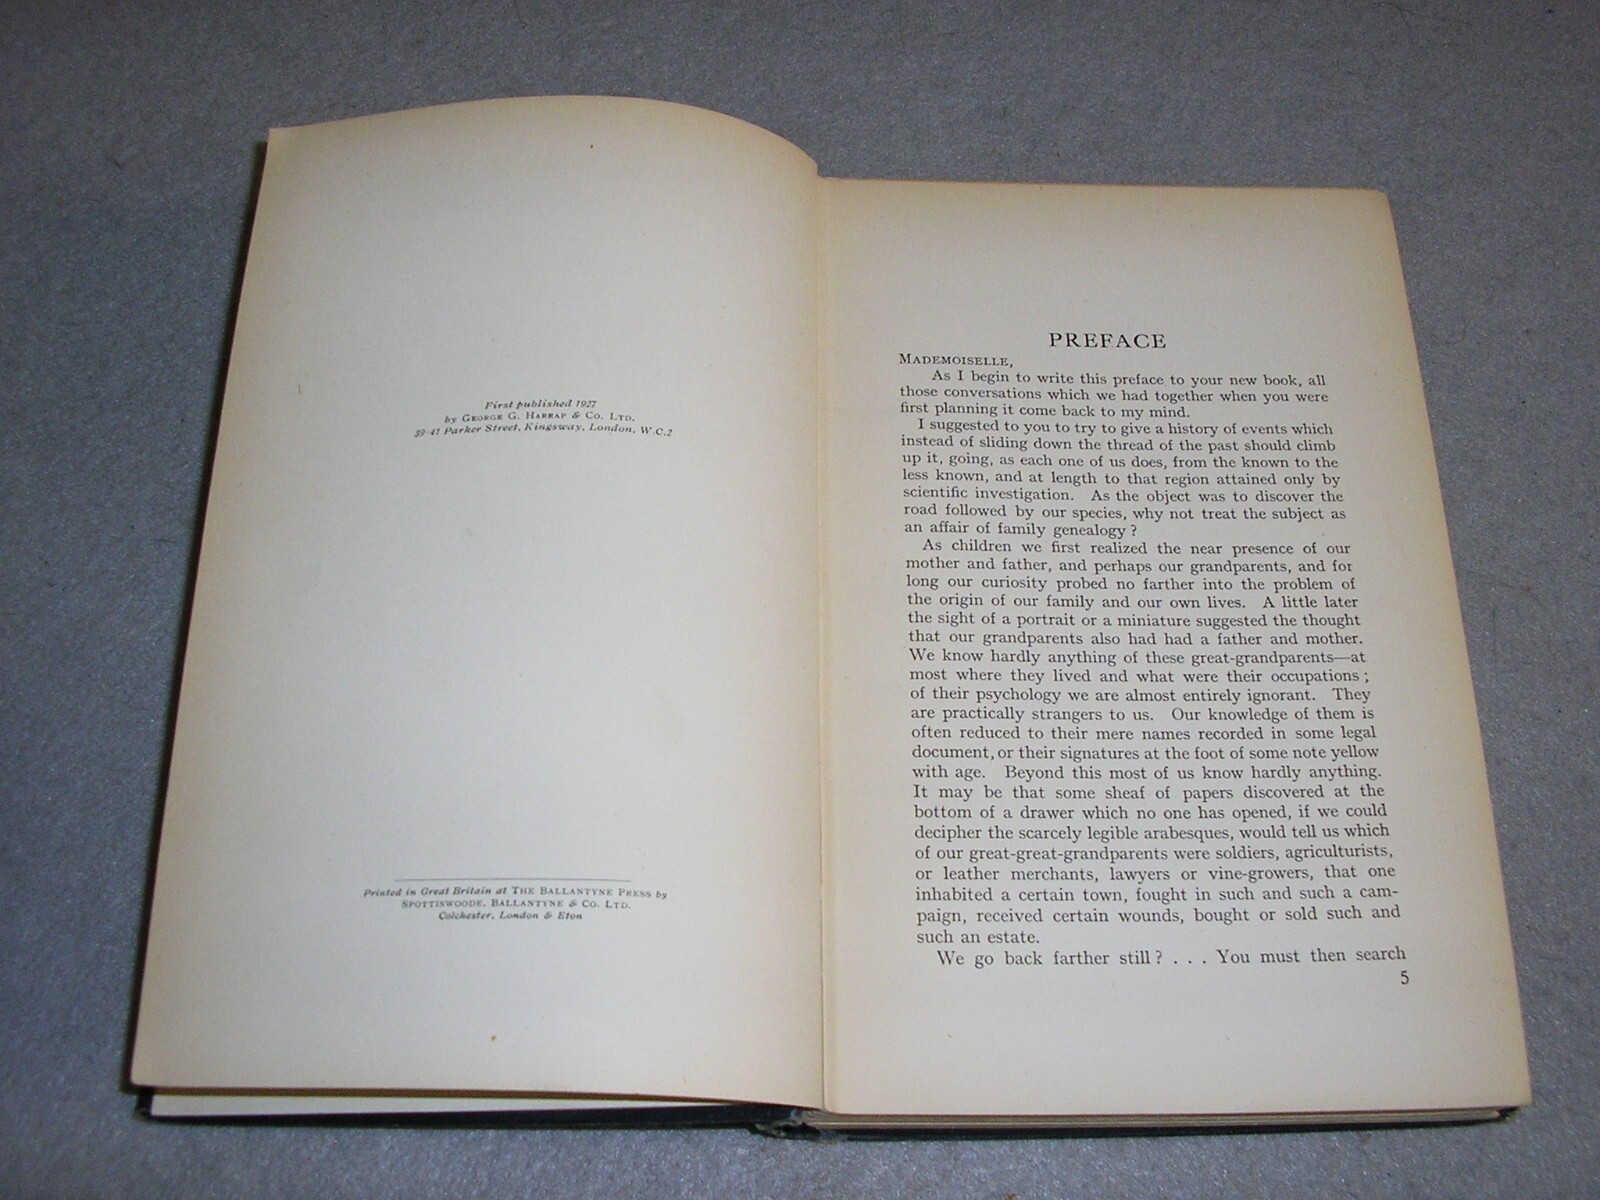 First published 1927
by GEORGE G. HARRAP & CO. LTD.
39-41 Parker Street, Kingsway, London, W.C.2
Printed in Great Britain at THE BALLANTYNE PRESS by
SPOTTISWOODE, BALLANTYNE & CO. LTD.
Colchester, London & Eton
PREFACE
MADEMOISELLE,
As I begin to write this preface to your new book, all
those conversations which we had together when you were
first planning it come back to my mind.
I suggested to you to try to give a history of events which
instead of sliding down the thread of the past should climb
up it, going, as each one of us does, from the known to the
less known, and at length to that region attained only by
scientific investigation. As the object was to discover the
road followed by our species, why not treat the subject as
an affair of family genealogy ?
As children we first realized the near presence of our
mother and father, and perhaps our grandparents, and for
long our curiosity probed no farther into the problem of
the origin of our family and our own lives. A little later
the sight of a portrait or a miniature suggested the thought
that our grandparents also had had a father and mother.
We know hardly anything of these great-grandparents—at
most where they lived and what were their occupations ;
of their psychology we are almost entirely ignorant. They
are practically strangers to us. Our knowledge of them is
often reduced to their mere names recorded in some legal
document, or their signatures at the foot of some note yellow
with age. Beyond this most of us know hardly anything.
It may be that some sheaf of papers discovered at the
bottom of a drawer which no one has opened, if we could
decipher the scarcely legible arabesques, would tell us which
of our great-great-grandparents were soldiers, agriculturists,
or leather merchants, lawyers or vine-growers, that one
inhabited a certain town, fought in such and such a cam-
paign, received certain wounds, bought or sold such and
such an estate.
We go back farther still ? . . . You must then search
5